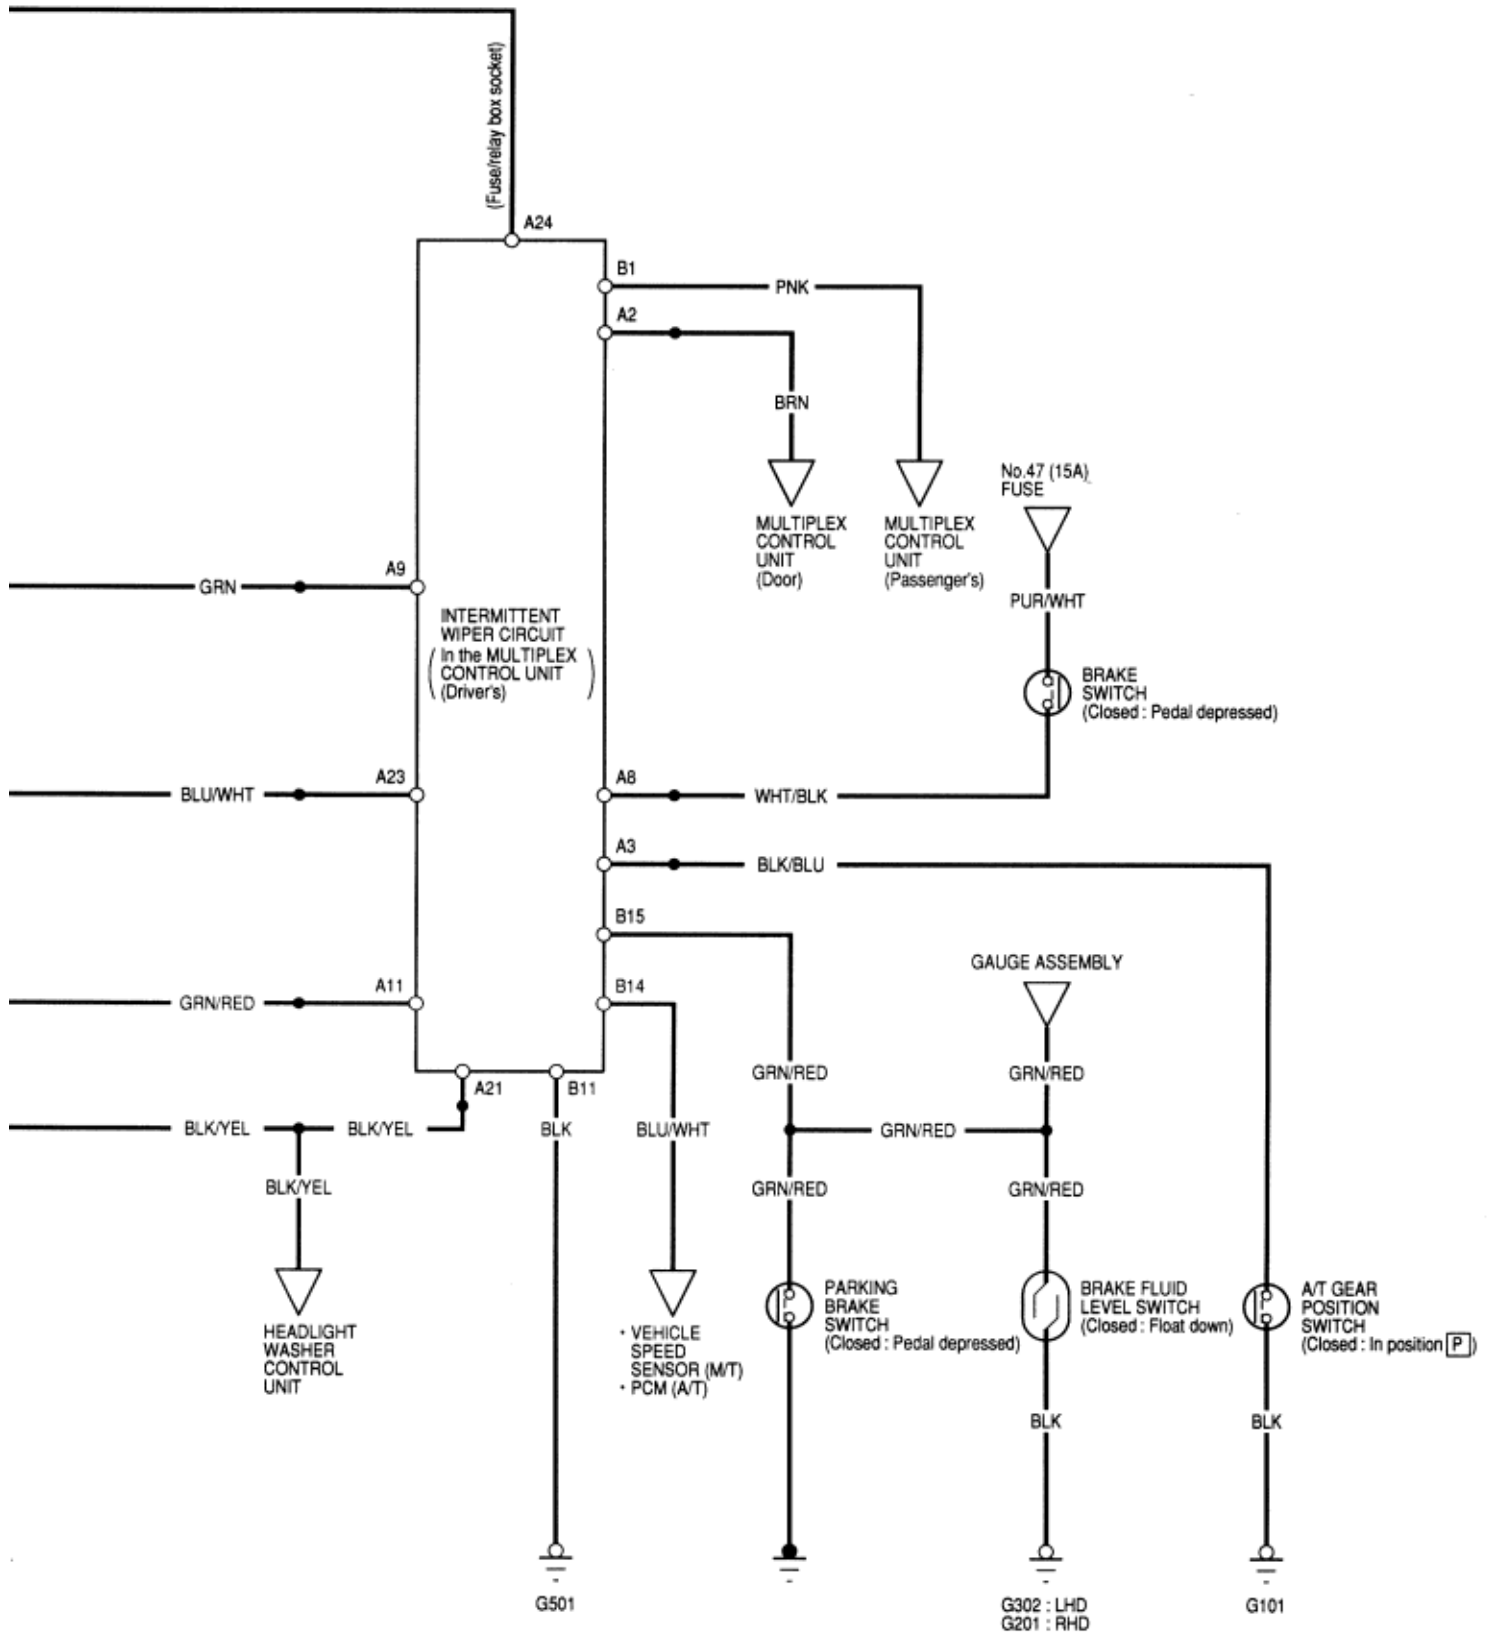 (Fuse/relay box socket)
A24
B1
PNK
A2
BRN
No.47 (15A)
FUSE
MULTIPLEX
CONTROL
UNIT
(Door)
MULTIPLEX
CONTROL
UNIT
(Passenger's)
A9
GRN
PUR/WHT
INTERMITTENT
WIPER CIRCUIT
(In the MULTIPLEX
CONTROL UNIT
(Driver's))
BRAKE
SWITCH
(Closed : Pedal depressed)
A23
BLU/WHT
A8
WHT/BLK
A3
BLK/BLU
B15
GAUGE ASSEMBLY
A11
GRN/RED
B14
GRN/RED
GRN/RED
A21
B11
BLK/YEL
BLK/YEL
BLK
BLU/WHT
GRN/RED
BLK/YEL
GRN/RED
GRN/RED
PARKING
BRAKE
SWITCH
(Closed : Pedal depressed)
BRAKE FLUID
LEVEL SWITCH
(Closed : Float down)
A/T GEAR
POSITION
SWITCH
(Closed : In position P)
HEADLIGHT
WASHER
CONTROL
UNIT
• VEHICLE
SPEED
SENSOR (M/T)
• PCM (A/T)
BLK
BLK
G501
G302 : LHD
G201 : RHD
G101